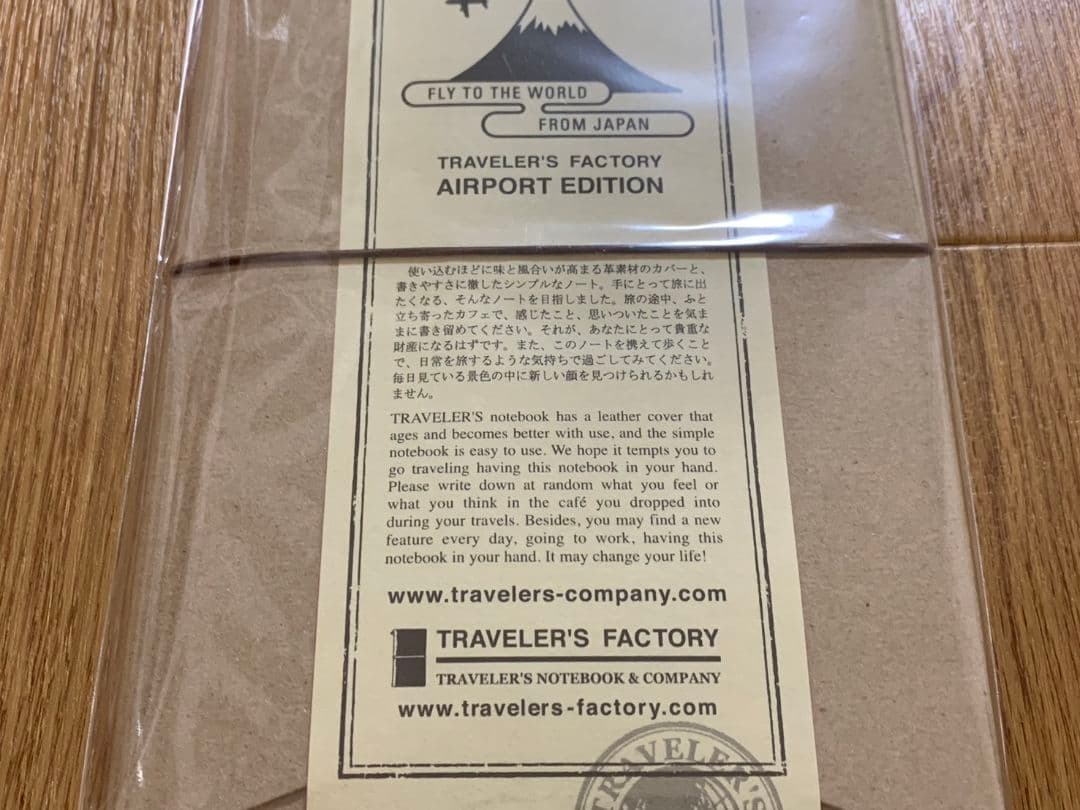 FLY TO THE WORLD
FROM JAPAN
TRAVELER'S FACTORY
AIRPORT EDITION
使い込むほどに味と風合いが高まる革素材のカバーと、
書きやすさに徹したシンプルなノート。手にとって旅に出
たくなる、そんなノートを目指しました。旅の途中、ふと
立ち寄ったカフェで、感じたこと、思いついたことを気ま
まに書き留めてください。それが、あなたにとって貴重な
財産になるはずです。また、このノートを携えて歩くこと
で、日常を旅するような気持ちで過ごしてみてください。
毎日見ている景色の中に新しい顔を見つけられるかもしれ
ません。
TRAVELER'S notebook has a leather cover that
ages and becomes better with use, and the simple
notebook is easy to use. We hope it tempts you to
go traveling having this notebook in your hand.
Please write down at random what you feel or
what you think in the café you dropped into
during your travels. Besides, you may find a new
feature every day, going to work, having this
notebook in your hand. It may change your life!
www.travelers-company.com
TRAVELER'S FACTORY
TRAVELER'S NOTEBOOK & COMPANY
www.travelers-factory.com
TRAVELER'S